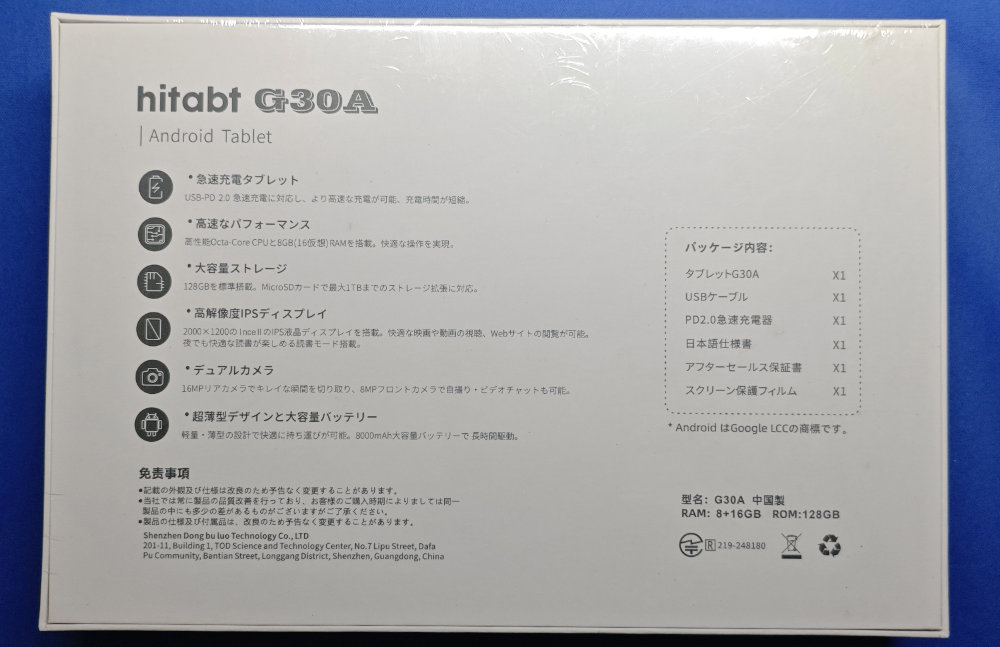 hitabt G30A
Android Tablet
•急速充電タブレット
USB-PD 2.0 急速充電に対応し、より高速な充電が可能、充電時間が短縮。
•高速なパフォーマンス
高性能Octa-Core CPUと8GB(16仮想)RAMを搭載。快適な操作を実現。
•大容量ストレージ
128GBを標準搭載。MicroSDカードで最大1TBまでのストレージ拡張に対応。
•高解像度IPSディスプレイ
2000×1200の InceⅡのIPS液晶ディスプレイを搭載。快適な映画や動画の視聴、Webサイトの閲覧が可能。
夜でも快適な読書が楽しめる読書モード搭載。
•デュアルカメラ
16MPリアカメラでキレイな瞬間を切り取り、8MPフロントカメラで自撮り・ビデオチャットも可能。
•超薄型デザインと大容量バッテリー
軽量・薄型の設計で快適に持ち運びが可能。8000mAh大容量バッテリーで 長時間駆動。
パッケージ内容：
タブレットG30A X1
USBケーブル X1
PD2.0急速充電器 X1
日本語仕様書 X1
アフターセールス保証書 X1
スクリーン保護フィルム X1
* Android はGoogle LCCの商標です。
免责事項
●記載の外観及び仕様は改良のため予告なく変更することがあります。
●当社では常に製品の品質改善を行っており、お客様のご購入時期によりましては同一
製品の中にも多少の差があるものがございますがご了承ください。
●製品の仕様及び付属品は、改良のため予告なく変更することがあります。
Shenzhen Dong bu luo Technology Co., LTD
201-11, Building 1, TOD Science and Technology Center, No.7 Lipu Street, Dafa
Pu Community, Bantian Street, Longgang District, Shenzhen, Guangdong, China
型名： G30A 中国製
RAM: 8+16GB ROM:128GB
R 219-248180